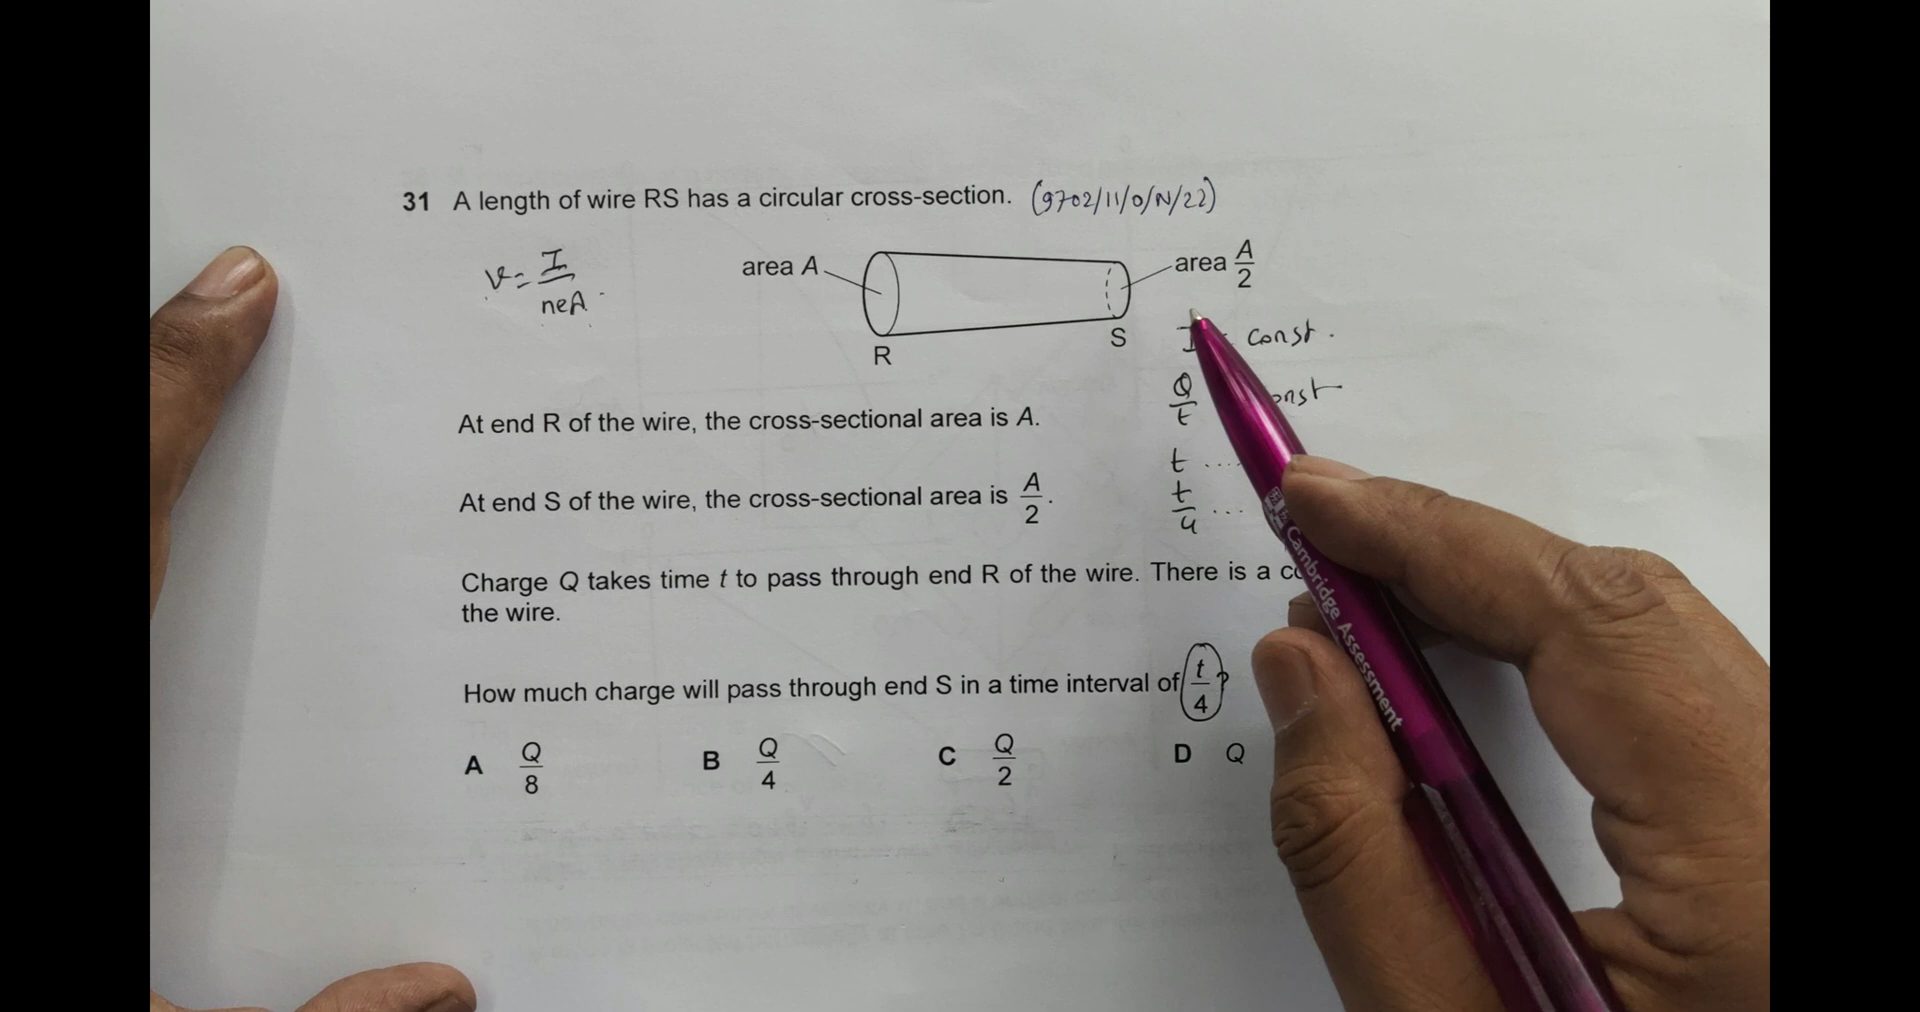 31 A length of wire RS has a circular cross-section. (9702/11/O/N/22)
v = I/neA
area A
area A/2
R
S
I const.
Q/t
t ....
t/4 ...
At end R of the wire, the cross-sectional area is A.
At end S of the wire, the cross-sectional area is A/2.
Charge Q takes time t to pass through end R of the wire. There is a
the wire.
How much charge will pass through end S in a time interval of t/4?
A Q/8 B Q/4 C Q/2 D Q
Cambridge Assessment